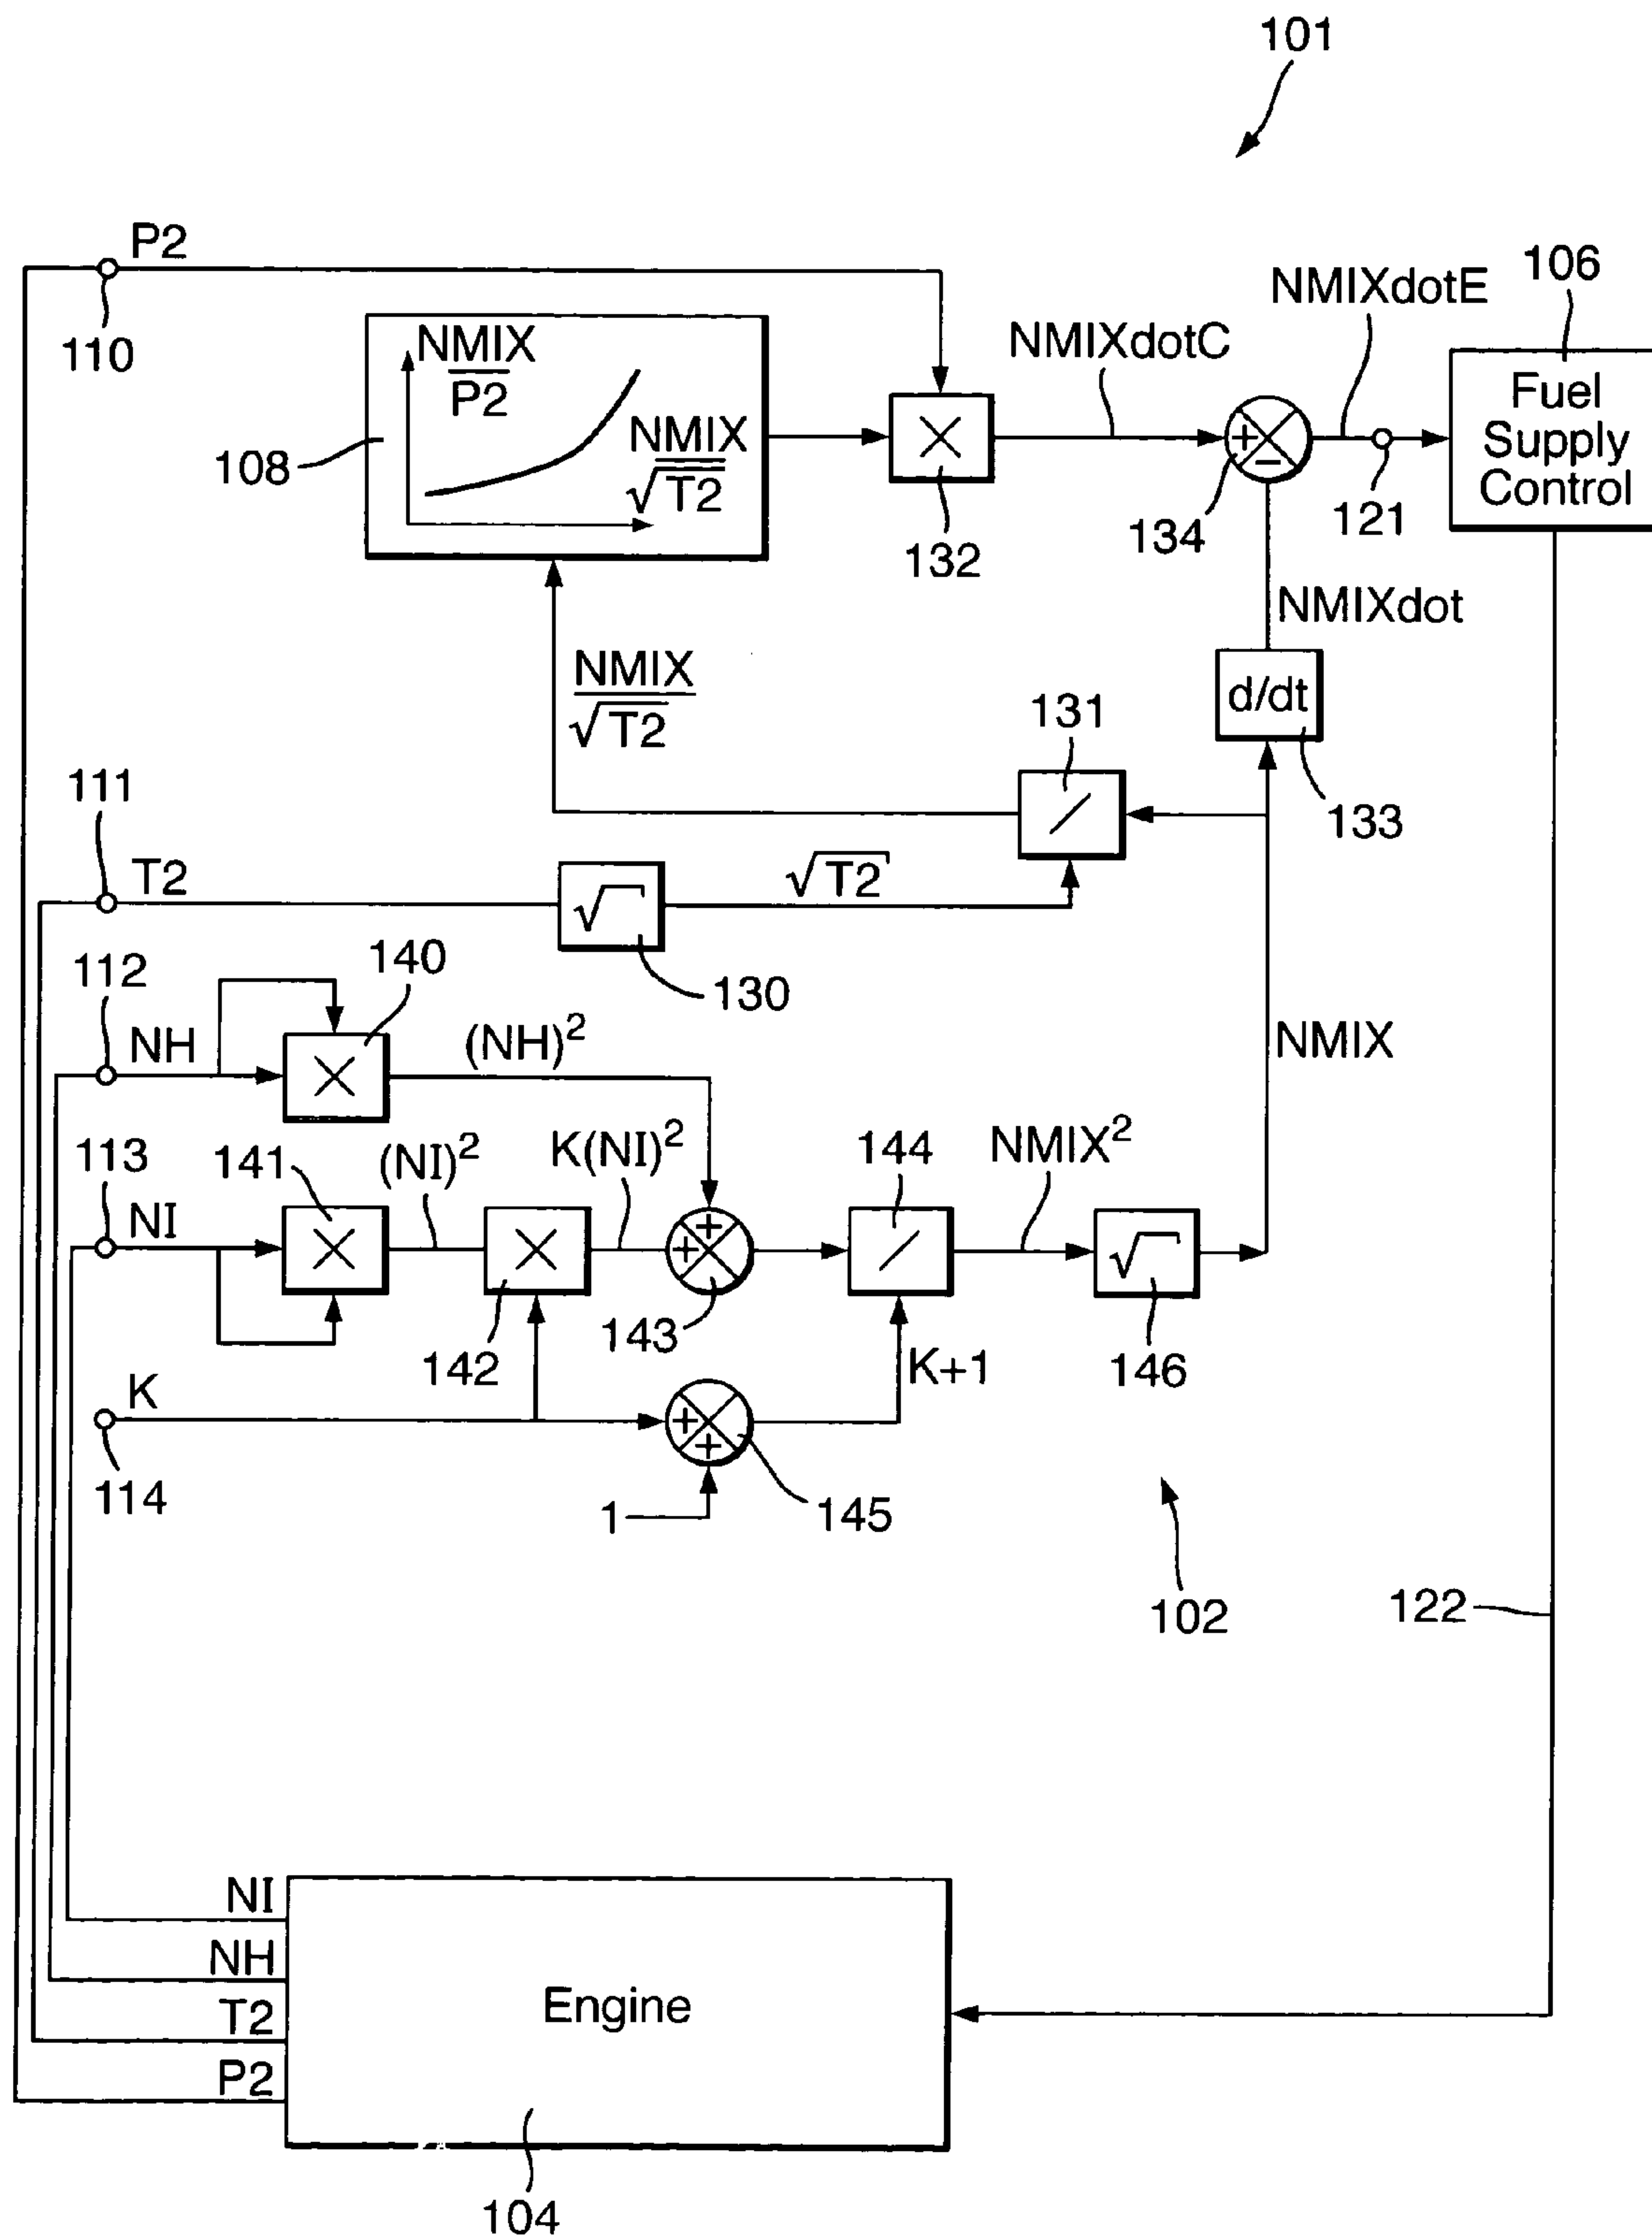 101
P2
110
NMIX
P2
NMIX
√T2
108
132
NMIXdotC
134
NMIXdotE
121
106
Fuel
Supply
Control
NMIXdot
d/dt
133
NMIX
√T2
131
111
T2
√
130
√T2
112
NH
140
(NH)²
NMIX
113
NI
141
(NI)²
142
K(NI)²
143
144
NMIX²
√
146
K
114
K+1
1
145
102
122
NI
NH
T2
P2
Engine
104